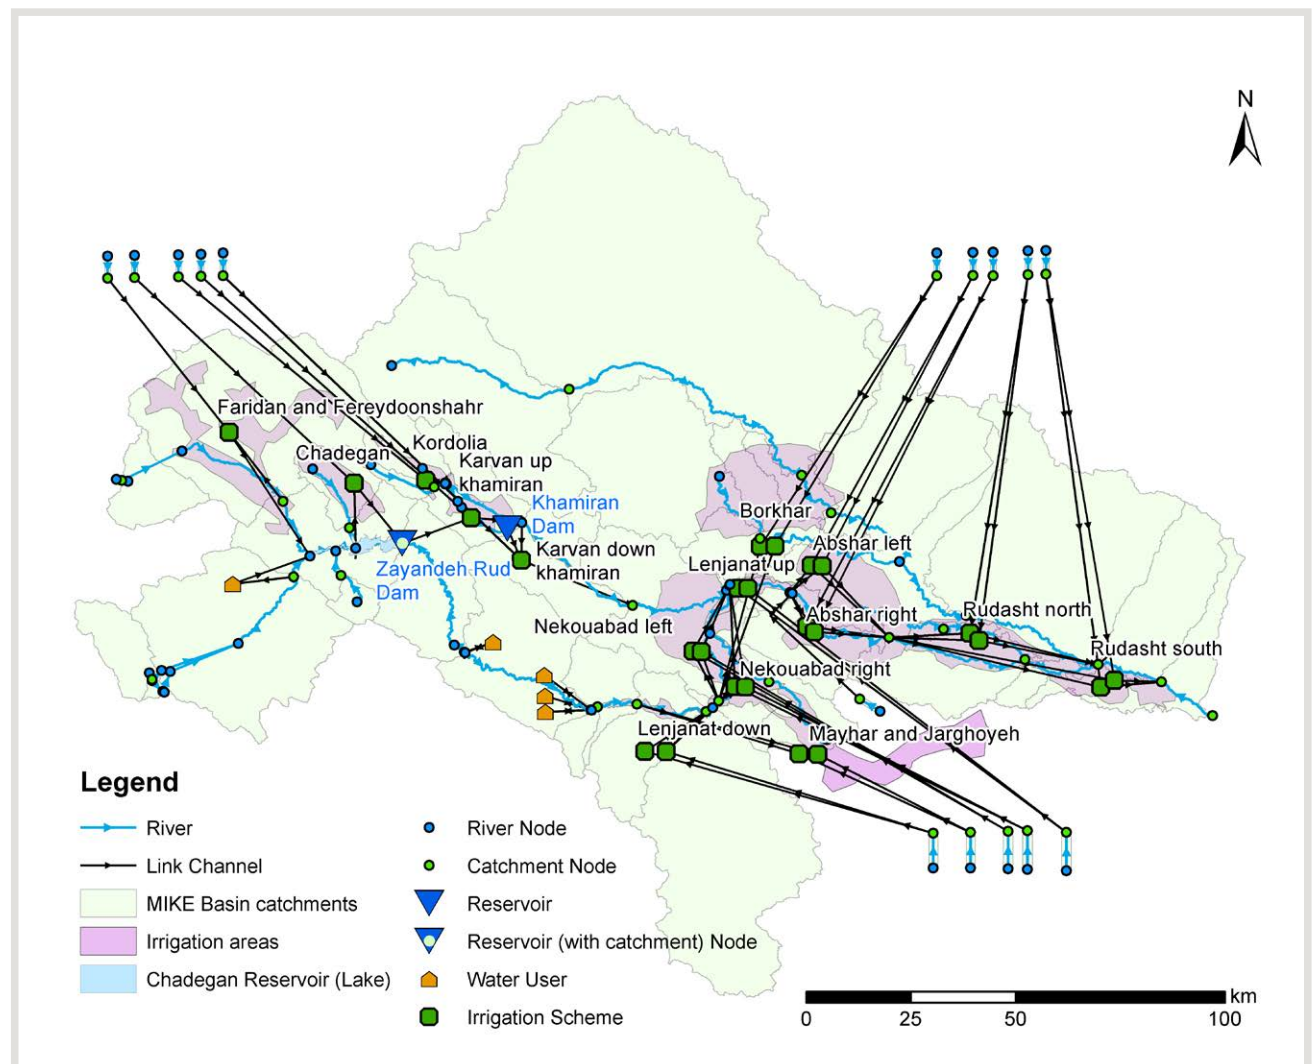 N
Faridan and Fereydoonshahr
Chadegan
Kordolia
Karvan up
khamiran
Khamiran
Dam
Karvan down
khamiran
Zayandeh Rud
Dam
Borkhar
Abshar left
Lenjanat up
Abshar right
Rudasht north
Nekouabad left
Rudasht south
Nekouabad right
Lenjanat down
Mayhar and Jarghoyeh
Legend
River
Link Channel
MIKE Basin catchments
Irrigation areas
Chadegan Reservoir (Lake)
River Node
Catchment Node
Reservoir
Reservoir (with catchment) Node
Water User
Irrigation Scheme
km
0 25 50 100